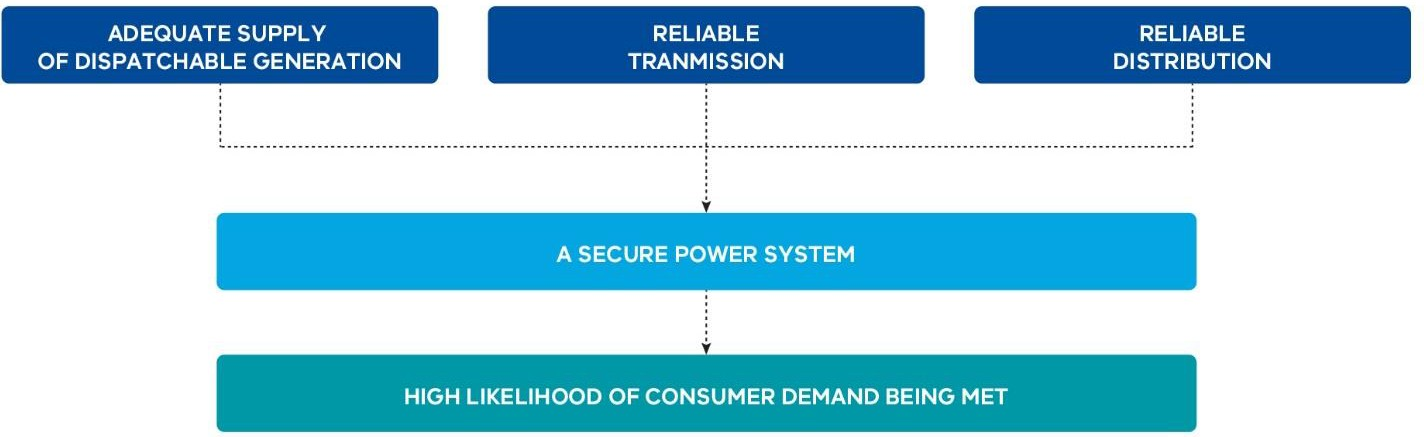 ADEQUATE SUPPLY
OF DISPATCHABLE GENERATION
RELIABLE
TRANMISSION
RELIABLE
DISTRIBUTION
A SECURE POWER SYSTEM
HIGH LIKELIHOOD OF CONSUMER DEMAND BEING MET